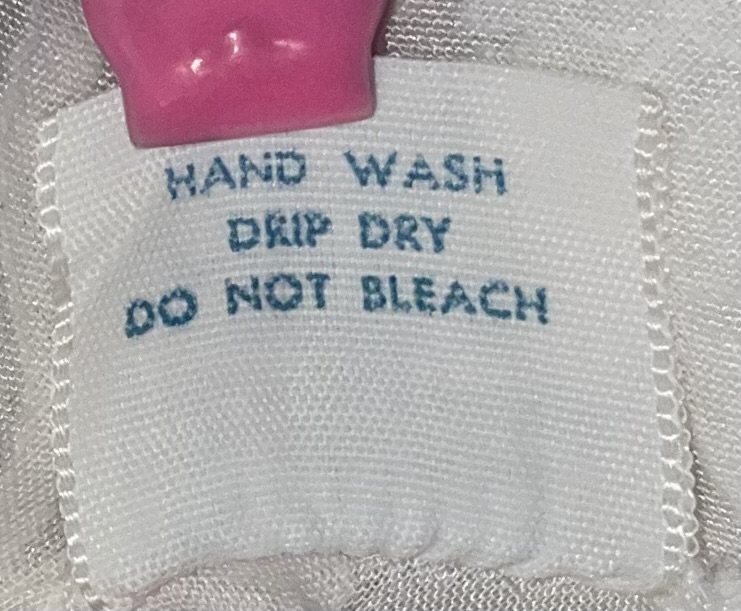 HAND WASH
DRIP DRY
DO NOT BLEACH